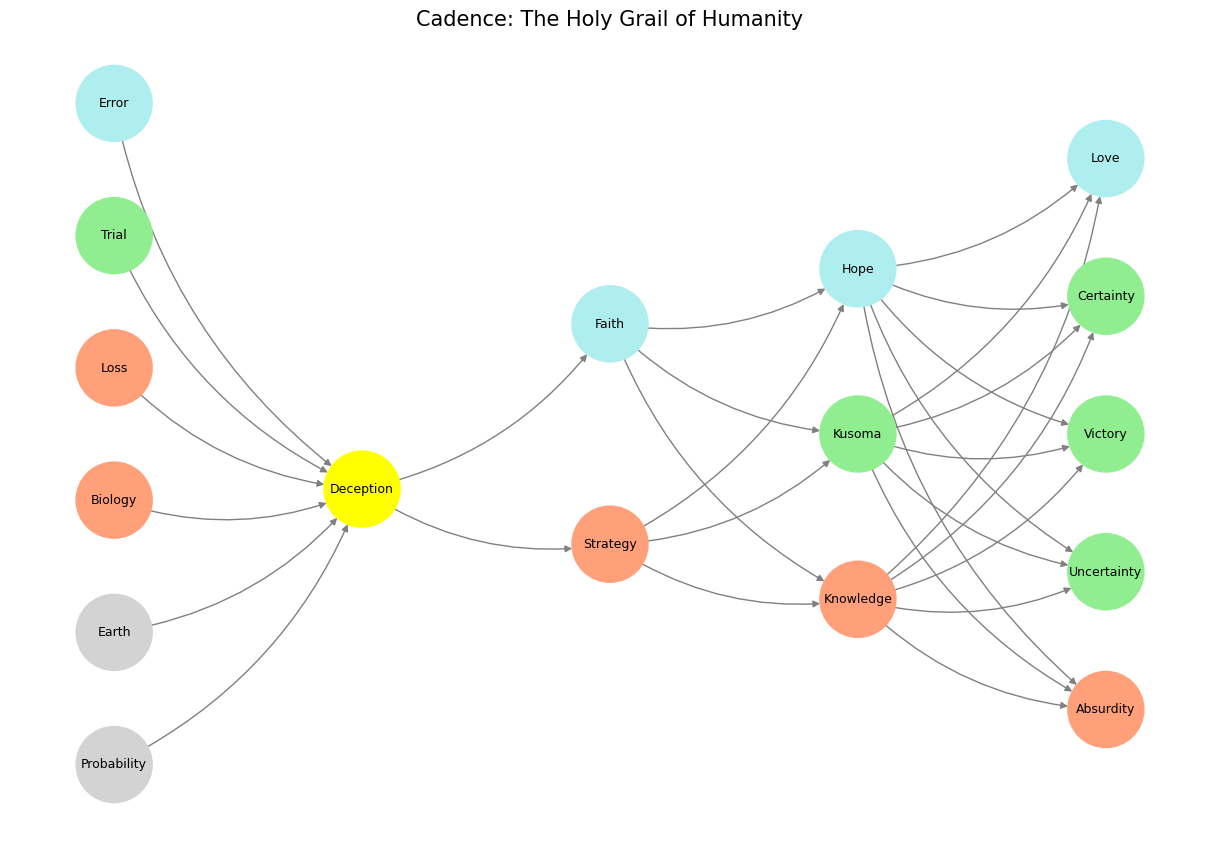 Cadence: The Holy Grail of Humanity
Error
Trial
Loss
Biology
Earth
Probability
Deception
Faith
Strategy
Hope
Kusoma
Knowledge
Love
Certainty
Victory
Uncertainty
Absurdity